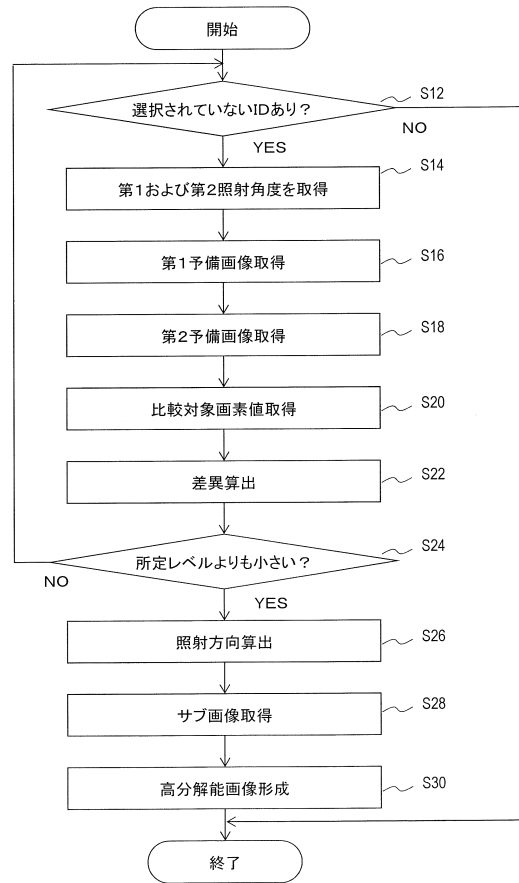 開始
選択されていないIDあり？
S12
NO
YES
第１および第２照射角度を取得
S14
第１予備画像取得
S16
第２予備画像取得
S18
比較対象画素値取得
S20
差異算出
S22
所定レベルよりも小さい？
S24
NO
YES
照射方向算出
S26
サブ画像取得
S28
高分解能画像形成
S30
終了